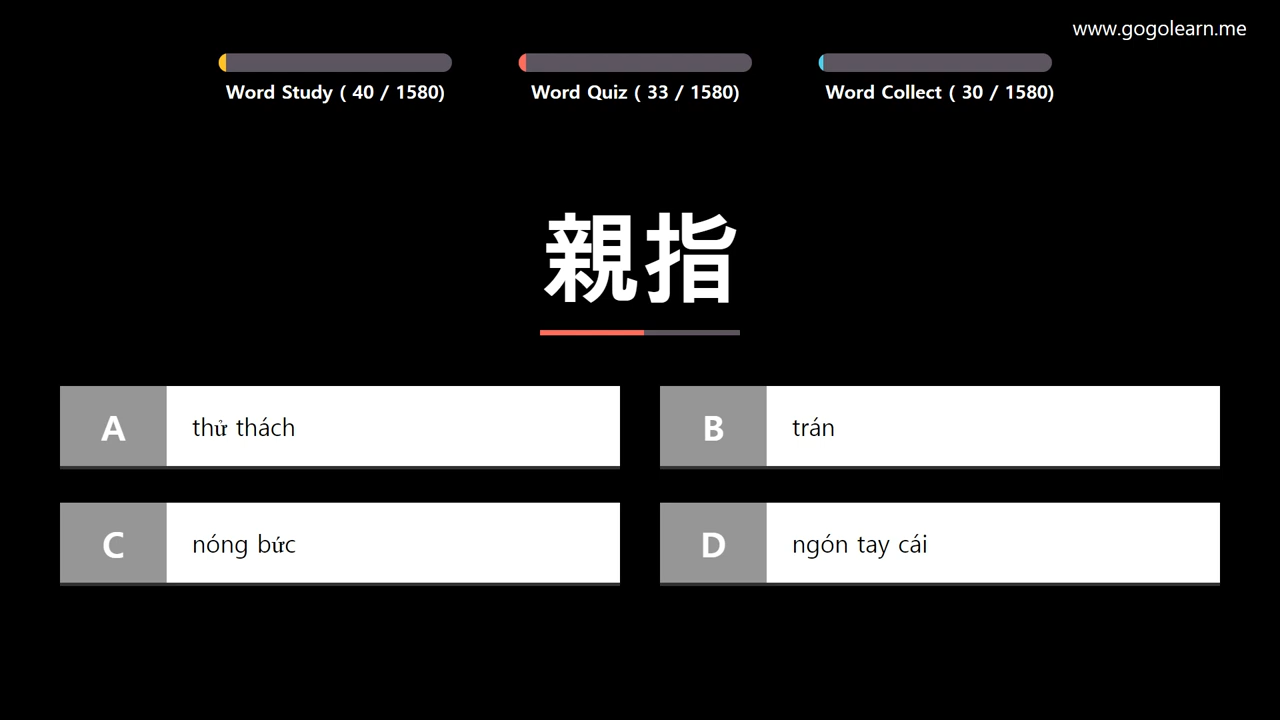 www.gogolearn.me
Word Study ( 40 / 1580)
Word Quiz ( 33 / 1580)
Word Collect ( 30 / 1580)
親指
A thử thách
B trán
C nóng bức
D ngón tay cái